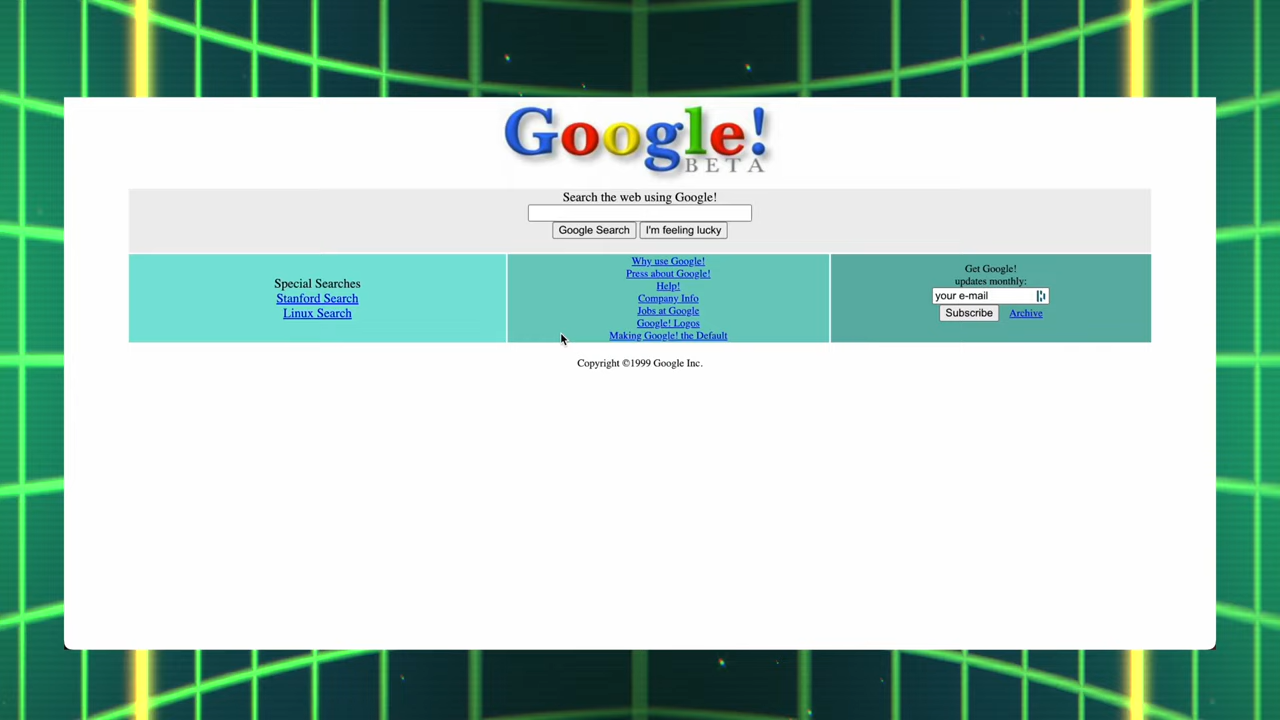 Google!
BETA
Search the web using Google!
Google Search I'm feeling lucky
Special Searches
Stanford Search
Linux Search
Why use Google!
Press about Google!
Help!
Company Info
Jobs at Google
Google! Logos
Making Google! the Default
Get Google!
updates monthly:
your e-mail
Subscribe Archive
Copyright ©1999 Google Inc.